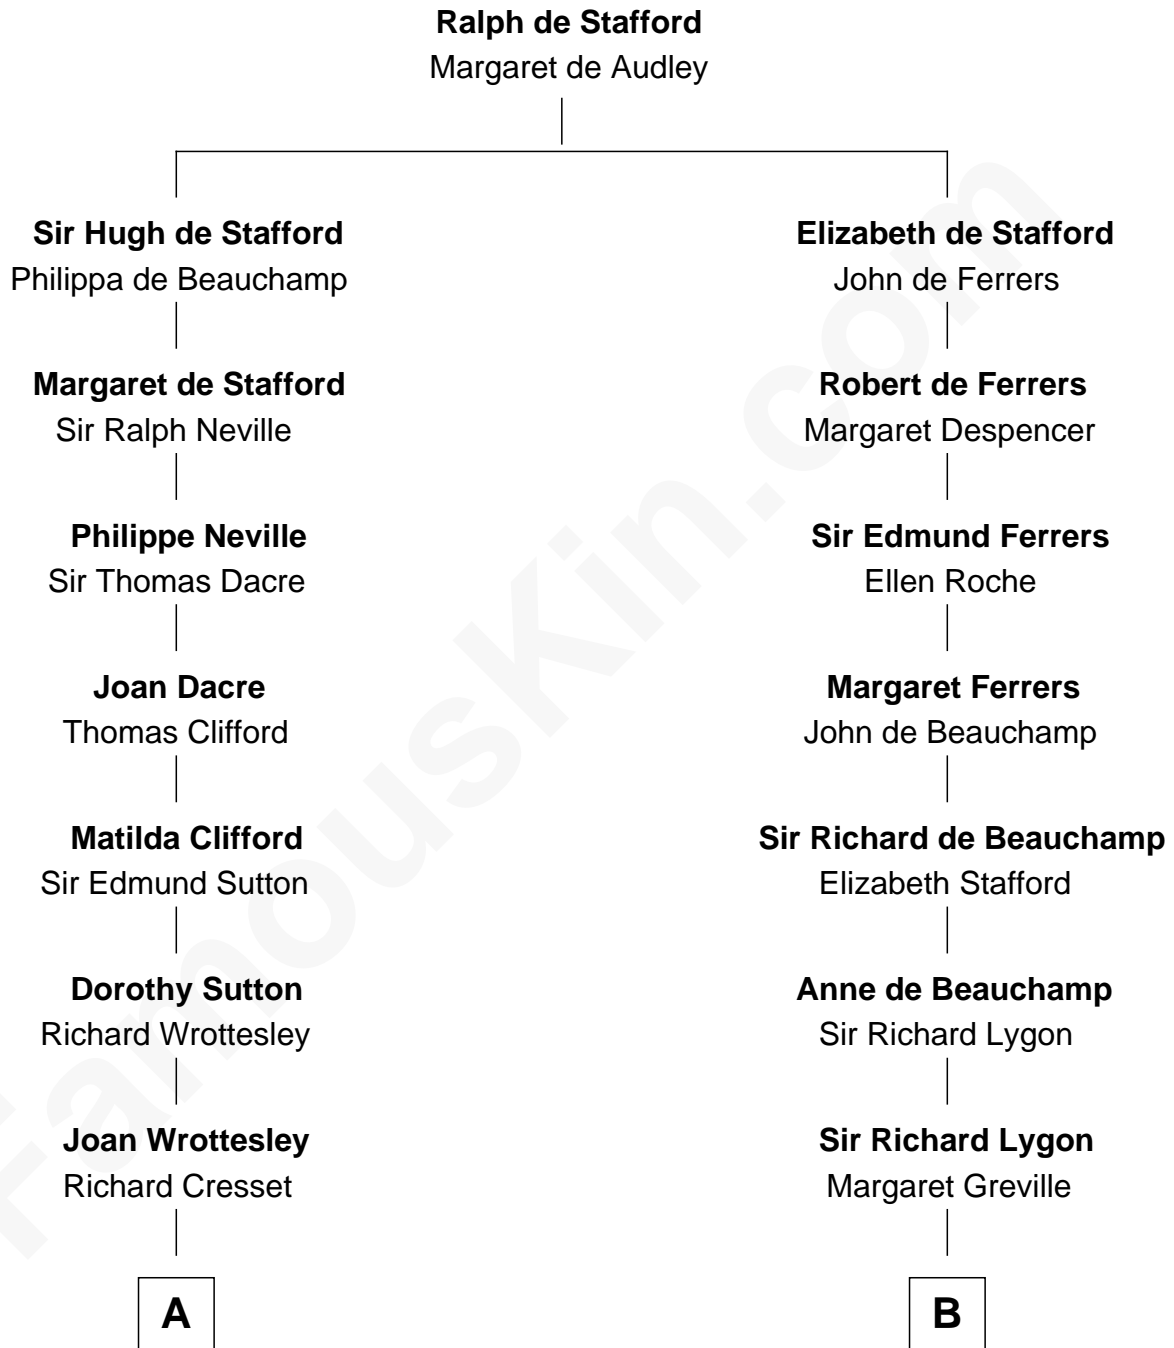 Ralph de Stafford
Margaret de Audley
Sir Hugh de Stafford
Philippa de Beauchamp
Elizabeth de Stafford
John de Ferrers
Margaret de Stafford
Sir Ralph Neville
Robert de Ferrers
Margaret Despencer
Philippe Neville
Sir Thomas Dacre
Sir Edmund Ferrers
Ellen Roche
Joan Dacre
Thomas Clifford
Margaret Ferrers
John de Beauchamp
Matilda Clifford
Sir Edmund Sutton
Sir Richard de Beauchamp
Elizabeth Stafford
Dorothy Sutton
Richard Wrottesley
Anne de Beauchamp
Sir Richard Lygon
Joan Wrottesley
Richard Cresset
Sir Richard Lygon
Margaret Greville
A
B
FamousKin.com